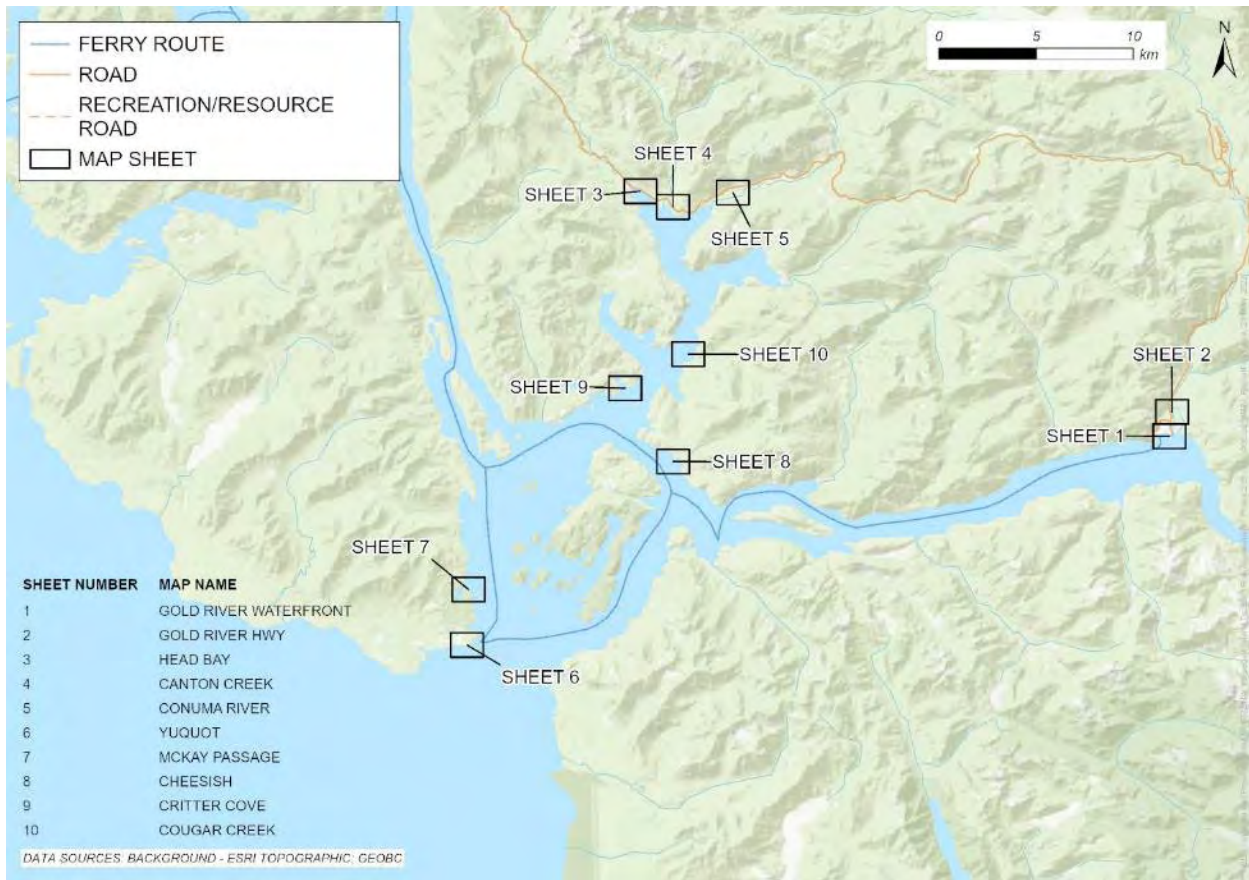 FERRY ROUTE
ROAD
RECREATION/RESOURCE
ROAD
MAP SHEET
0 5 10
km
N
SHEET 4
SHEET 3
SHEET 5
SHEET 10
SHEET 2
SHEET 9
SHEET 1
SHEET 8
SHEET 7
SHEET 6
SHEET NUMBER MAP NAME
1 GOLD RIVER WATERFRONT
2 GOLD RIVER HWY
3 HEAD BAY
4 CANTON CREEK
5 CONUMA RIVER
6 YUQUOT
7 MCKAY PASSAGE
8 CHEESISH
9 CRITTER COVE
10 COUGAR CREEK
DATA SOURCES: BACKGROUND - ESRI TOPOGRAPHIC; GEOBC